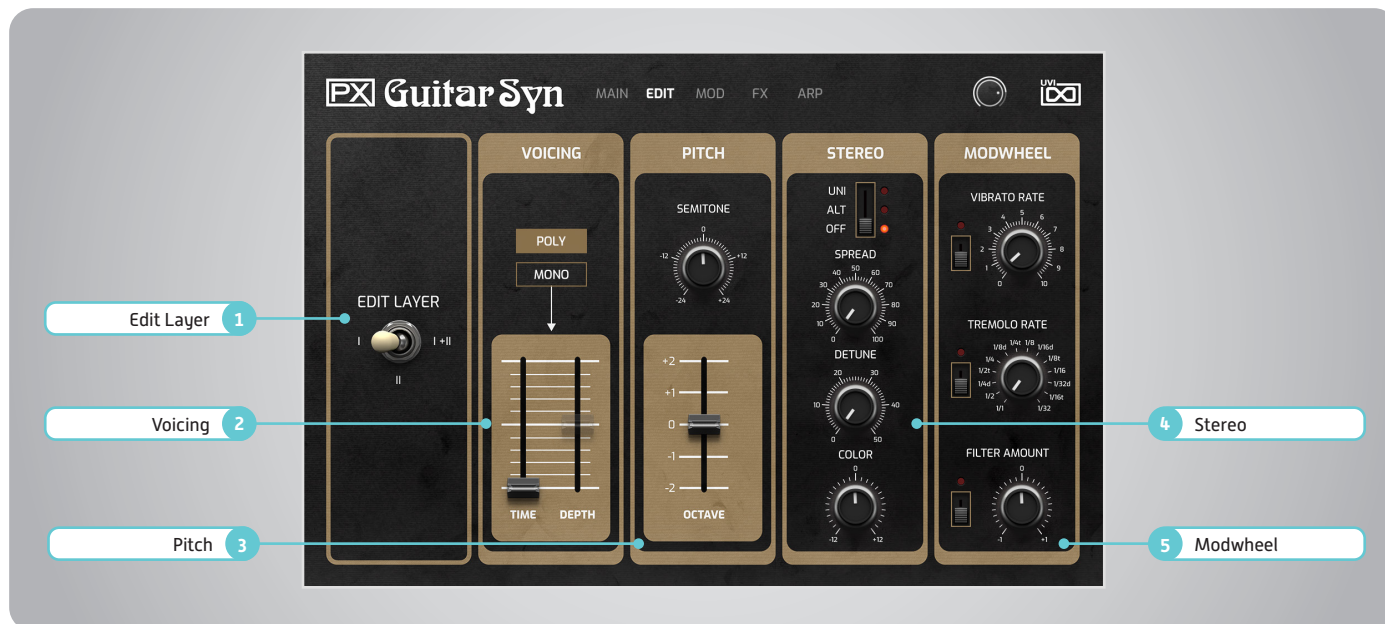 PX Guitar Syn MAIN EDIT MOD FX ARP UVI
Edit Layer 1
Voicing 2
Pitch 3
EDIT LAYER
I I +II
II
VOICING
POLY
MONO
TIME DEPTH
PITCH
SEMITONE
0
-12 +12
-24 +24
+2
+1
0
-1
-2
OCTAVE
STEREO
UNI
ALT
OFF
SPREAD
40 50 60
30 70
20 80
10 90
0 100
DETUNE
20 30
10 40
0 50
COLOR
0
-12 +12
MODWHEEL
VIBRATO RATE
4 5 6
3 7
2 8
1 9
0 10
TREMOLO RATE
1/8d 1/4t 1/8 1/16d
1/4 1/8t
1/2t 1/16
1/4d 1/32d
1/2 1/16t
1/1 1/32
FILTER AMOUNT
0
-1 +1
4 Stereo
5 Modwheel